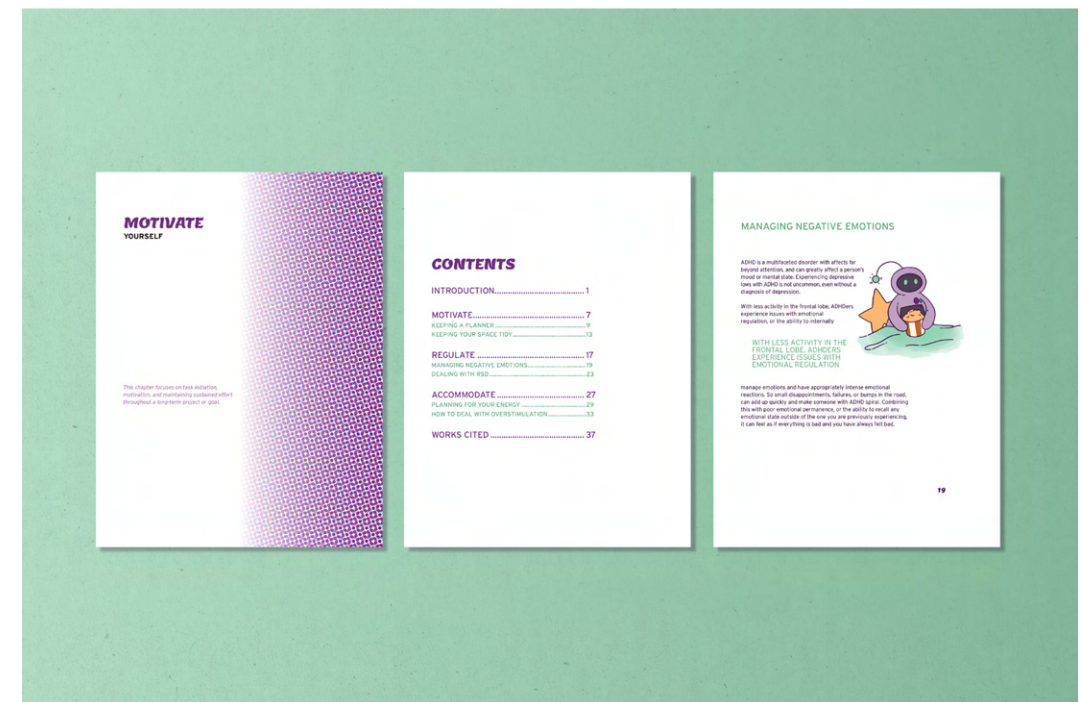 MOTIVATE
YOURSELF
This chapter focuses on task initiation,
motivation, and maintaining sustained effort
throughout a long-term project or goal.
CONTENTS
INTRODUCTION.................................... 1
MOTIVATE............................................. 7
KEEPING A PLANNER........................................9
KEEPING YOUR SPACE TIDY................................13
REGULATE ........................................... 17
MANAGING NEGATIVE EMOTIONS.........................19
DEALING WITH RSD..........................................23
ACCOMMODATE .................................... 27
PLANNING FOR YOUR ENERGY ............................29
HOW TO DEAL WITH OVERSTIMULATION ................33
WORKS CITED ...................................... 37
MANAGING NEGATIVE EMOTIONS
ADHD is a multifaceted disorder with affects far
beyond attention, and can greatly affect a person's
mood or mental state. Experiencing depressive
lows with ADHD is not uncommon, even without a
diagnosis of depression.
With less activity in the frontal lobe, ADHDers
experience issues with emotional
regulation, or the ability to internally
WITH LESS ACTIVITY IN THE
FRONTAL LOBE, ADHDERS
EXPERIENCE ISSUES WITH
EMOTIONAL REGULATION
manage emotions and have appropriately intense emotional
reactions. So small disappointments, failures, or bumps in the road,
can add up quickly and make someone with ADHD spiral. Combining
this with poor emotional permanence, or the ability to recall any
emotional state outside of the one you are previously experiencing,
it can feel as if everything is bad and you have always felt bad.
19